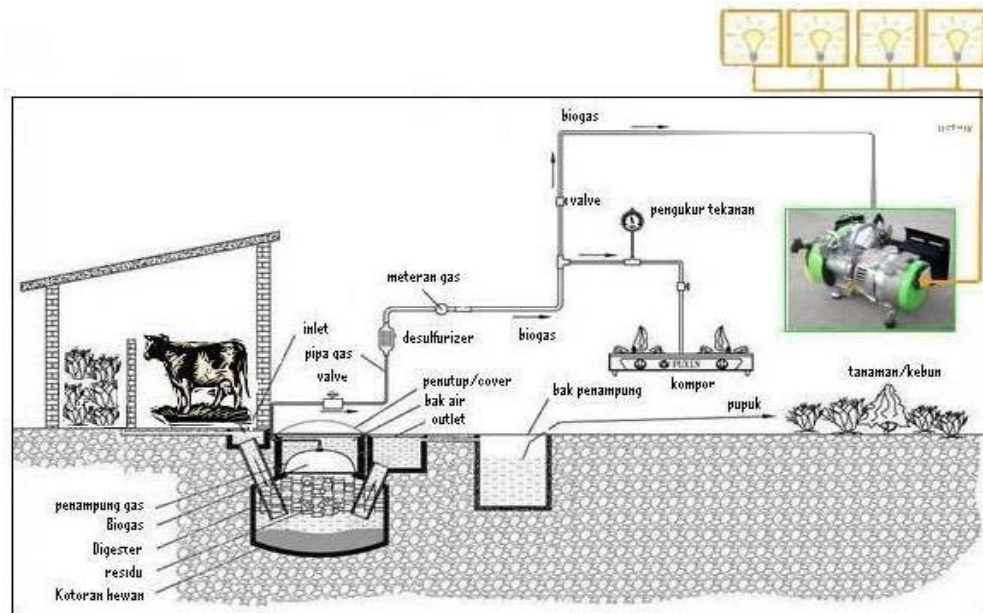 biogas
valve
pengukur tekanan
meteran gas
inlet
pipa gas
valve
desulfurizer
biogas
PUXIN
kompor
tanaman/kebun
penutup/cover
bak air
outlet
bak penampung
pupuk
penampung gas
Biogas
Digester
residu
Kotoran hewan